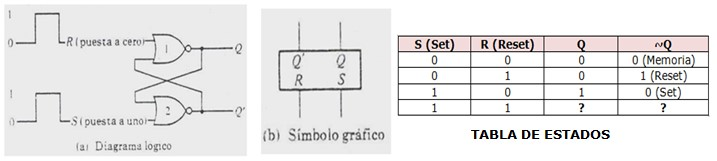 1
0
R (puesta a cero)
1
Q
1
0
S (puesta a uno)
2
Q'
(a) Diagrama lógico
Q' Q
R S
(b) Símbolo gráfico
S (Set) R (Reset) Q ∾Q
0 0 0 0 (Memoria)
0 1 0 1 (Reset)
1 0 1 0 (Set)
1 1 ? ?
TABLA DE ESTADOS